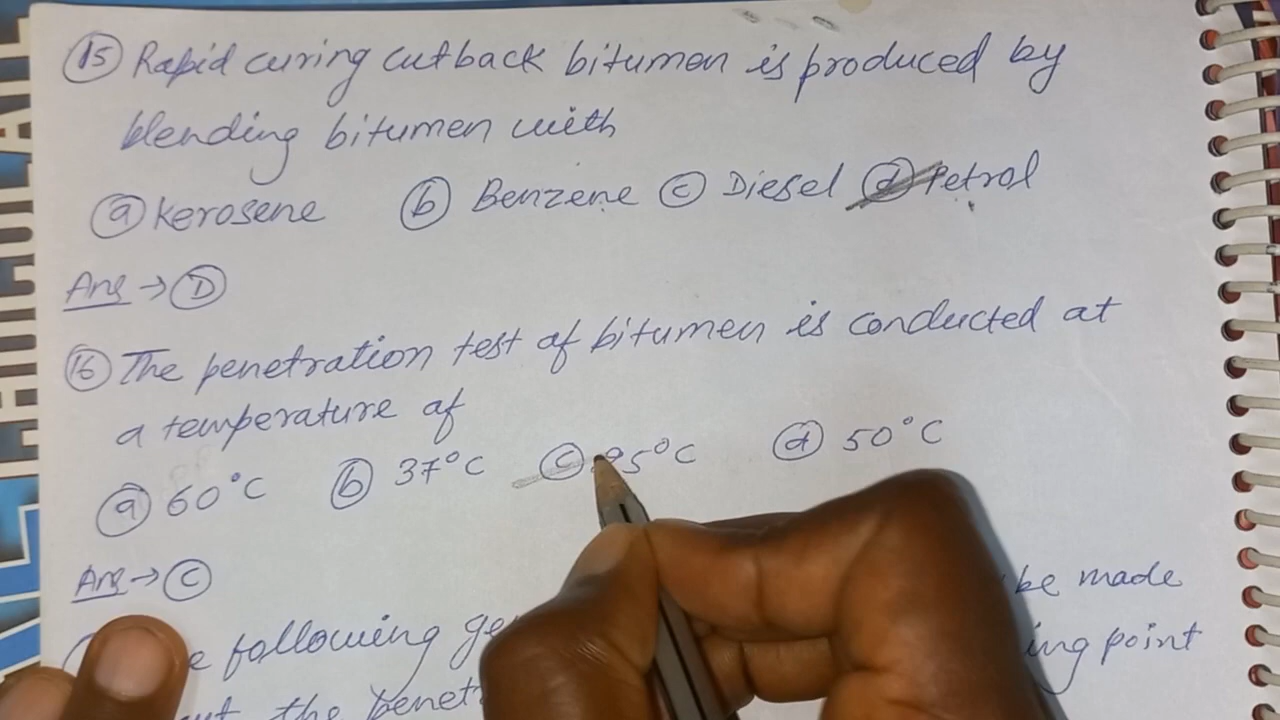 15 Rapid curing cutback bitumen is produced by
blending bitumen with
a Kerosene b Benzene c Diesel d Petrol
Ans → D
16 The penetration test of bitumen is conducted at
a temperature of
a 60°C b 37°C c 25°C d 50°C
Ans → C
following be made
ing point
the